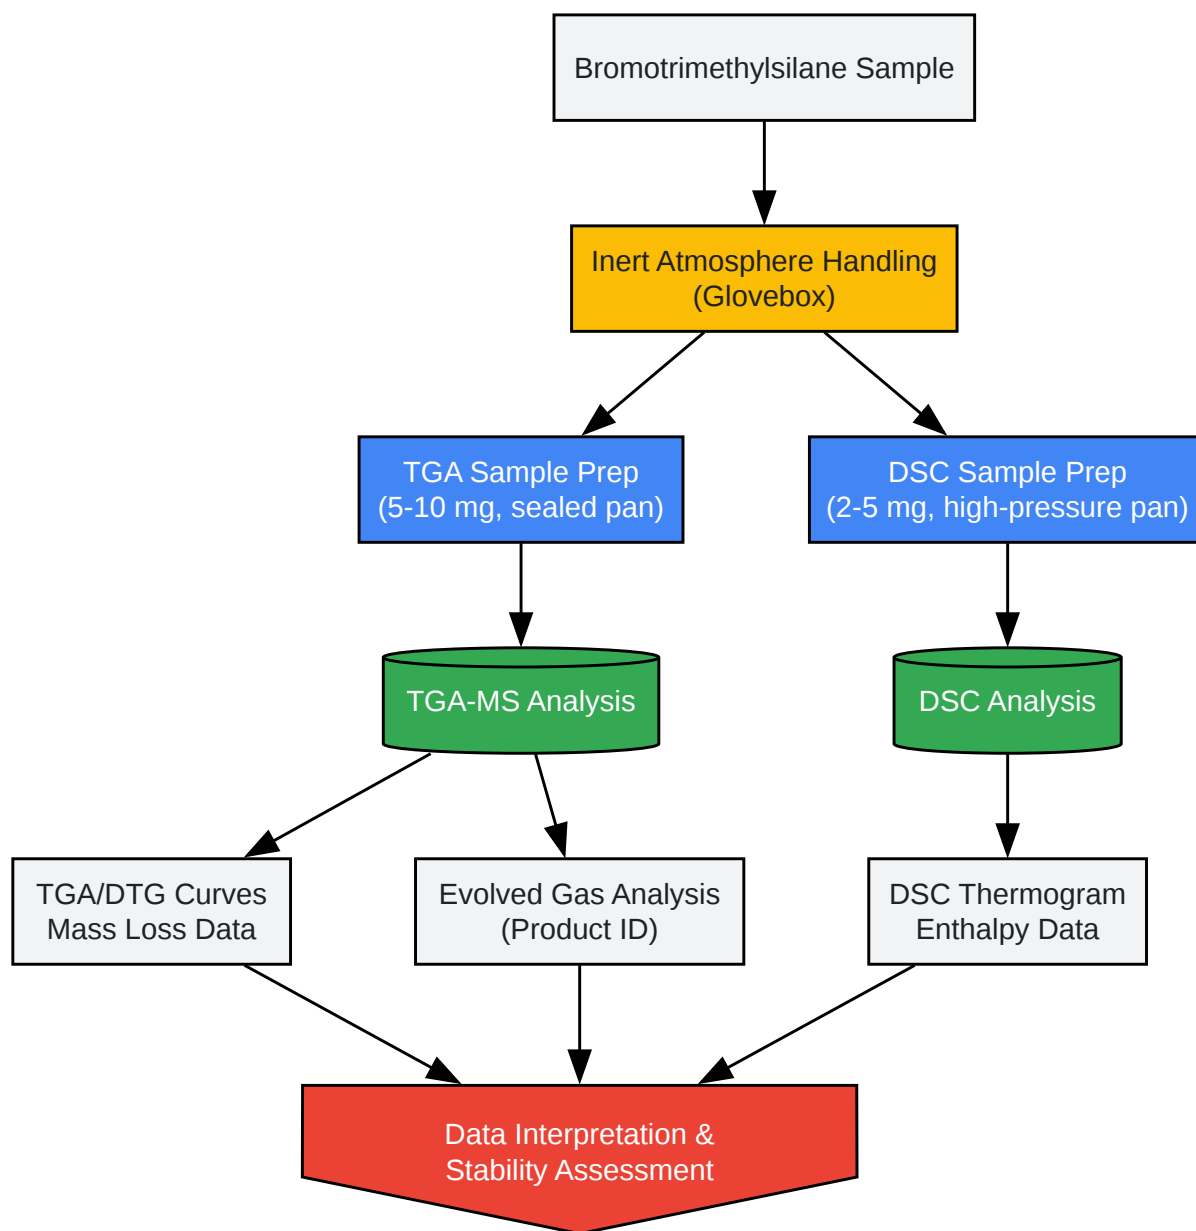 Bromotrimethylsilane Sample
Inert Atmosphere Handling
(Glovebox)
TGA Sample Prep
(5-10 mg, sealed pan)
DSC Sample Prep
(2-5 mg, high-pressure pan)
TGA-MS Analysis
DSC Analysis
TGA/DTG Curves
Mass Loss Data
Evolved Gas Analysis
(Product ID)
DSC Thermogram
Enthalpy Data
Data Interpretation &
Stability Assessment